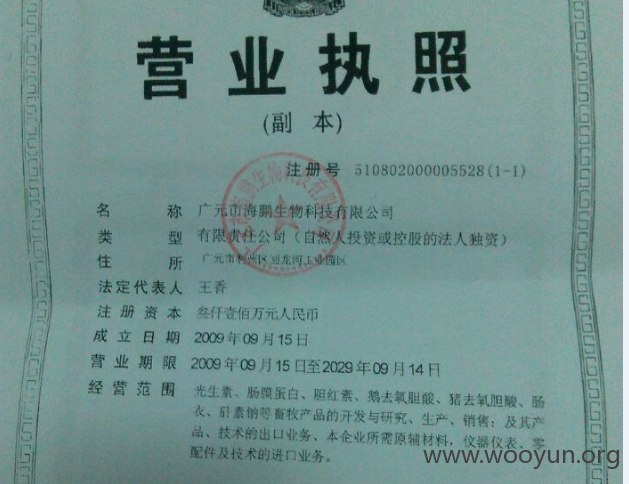 营业执照
(副 本)
注册号 510802000005528(1-1)
名 称 广元市海鹏生物科技有限公司
类 型 有限责任公司(自然人投资或控股的法人独资)
住 所 广元市利州区回龙河工业园区
法定代表人 王香
注册资本 叁仟壹佰万元人民币
成立日期 2009年09月15日
营业期限 2009年09月15日至2029年09月14日
经营范围 光生素、肠膜蛋白、胆红素、鹅去氧胆酸、猪去氧胆酸、肠
衣、肝素钠等畜牧产品的开发与研究、生产、销售；及其产
品、技术的出口业务、本企业所需原辅材料，仪器仪表、零
配件及技术的进口业务。
www.wooyun.org